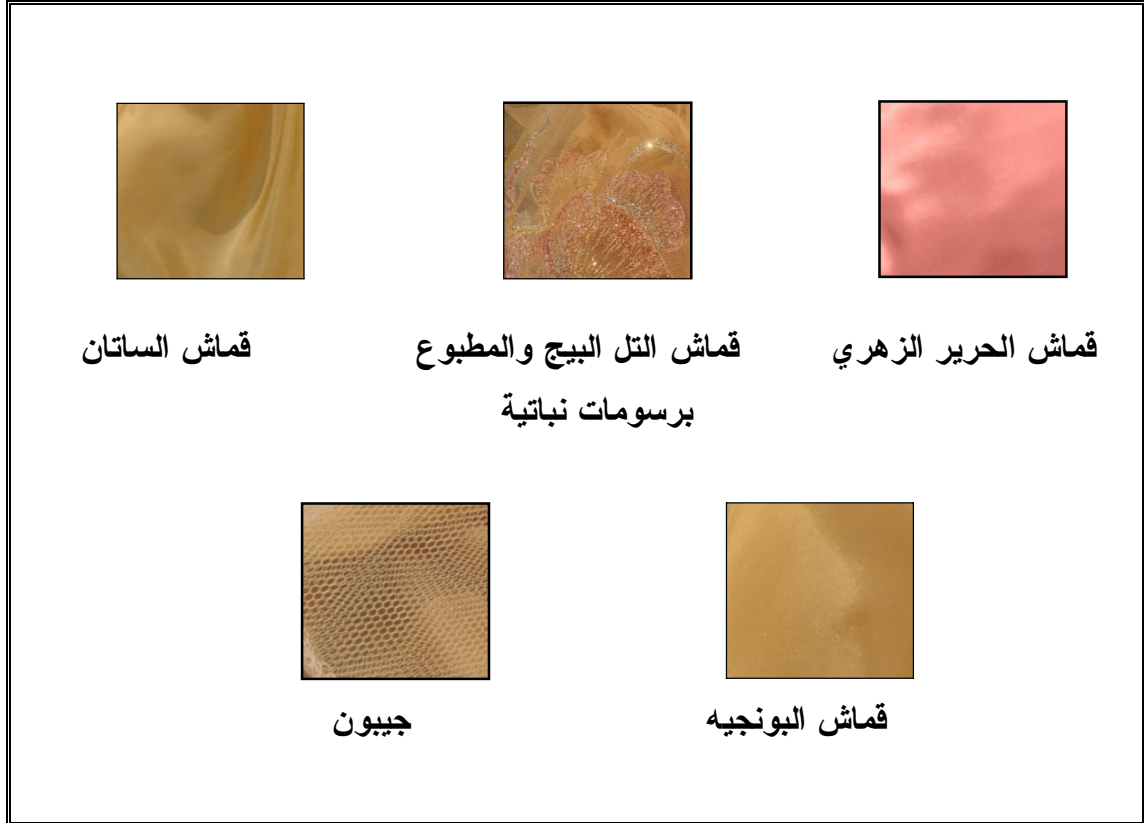 قماش الحرير الزهري
قماش التل البيج والمطبوع
برسومات نباتية
قماش الساتان
قماش البونجيه
جيبون